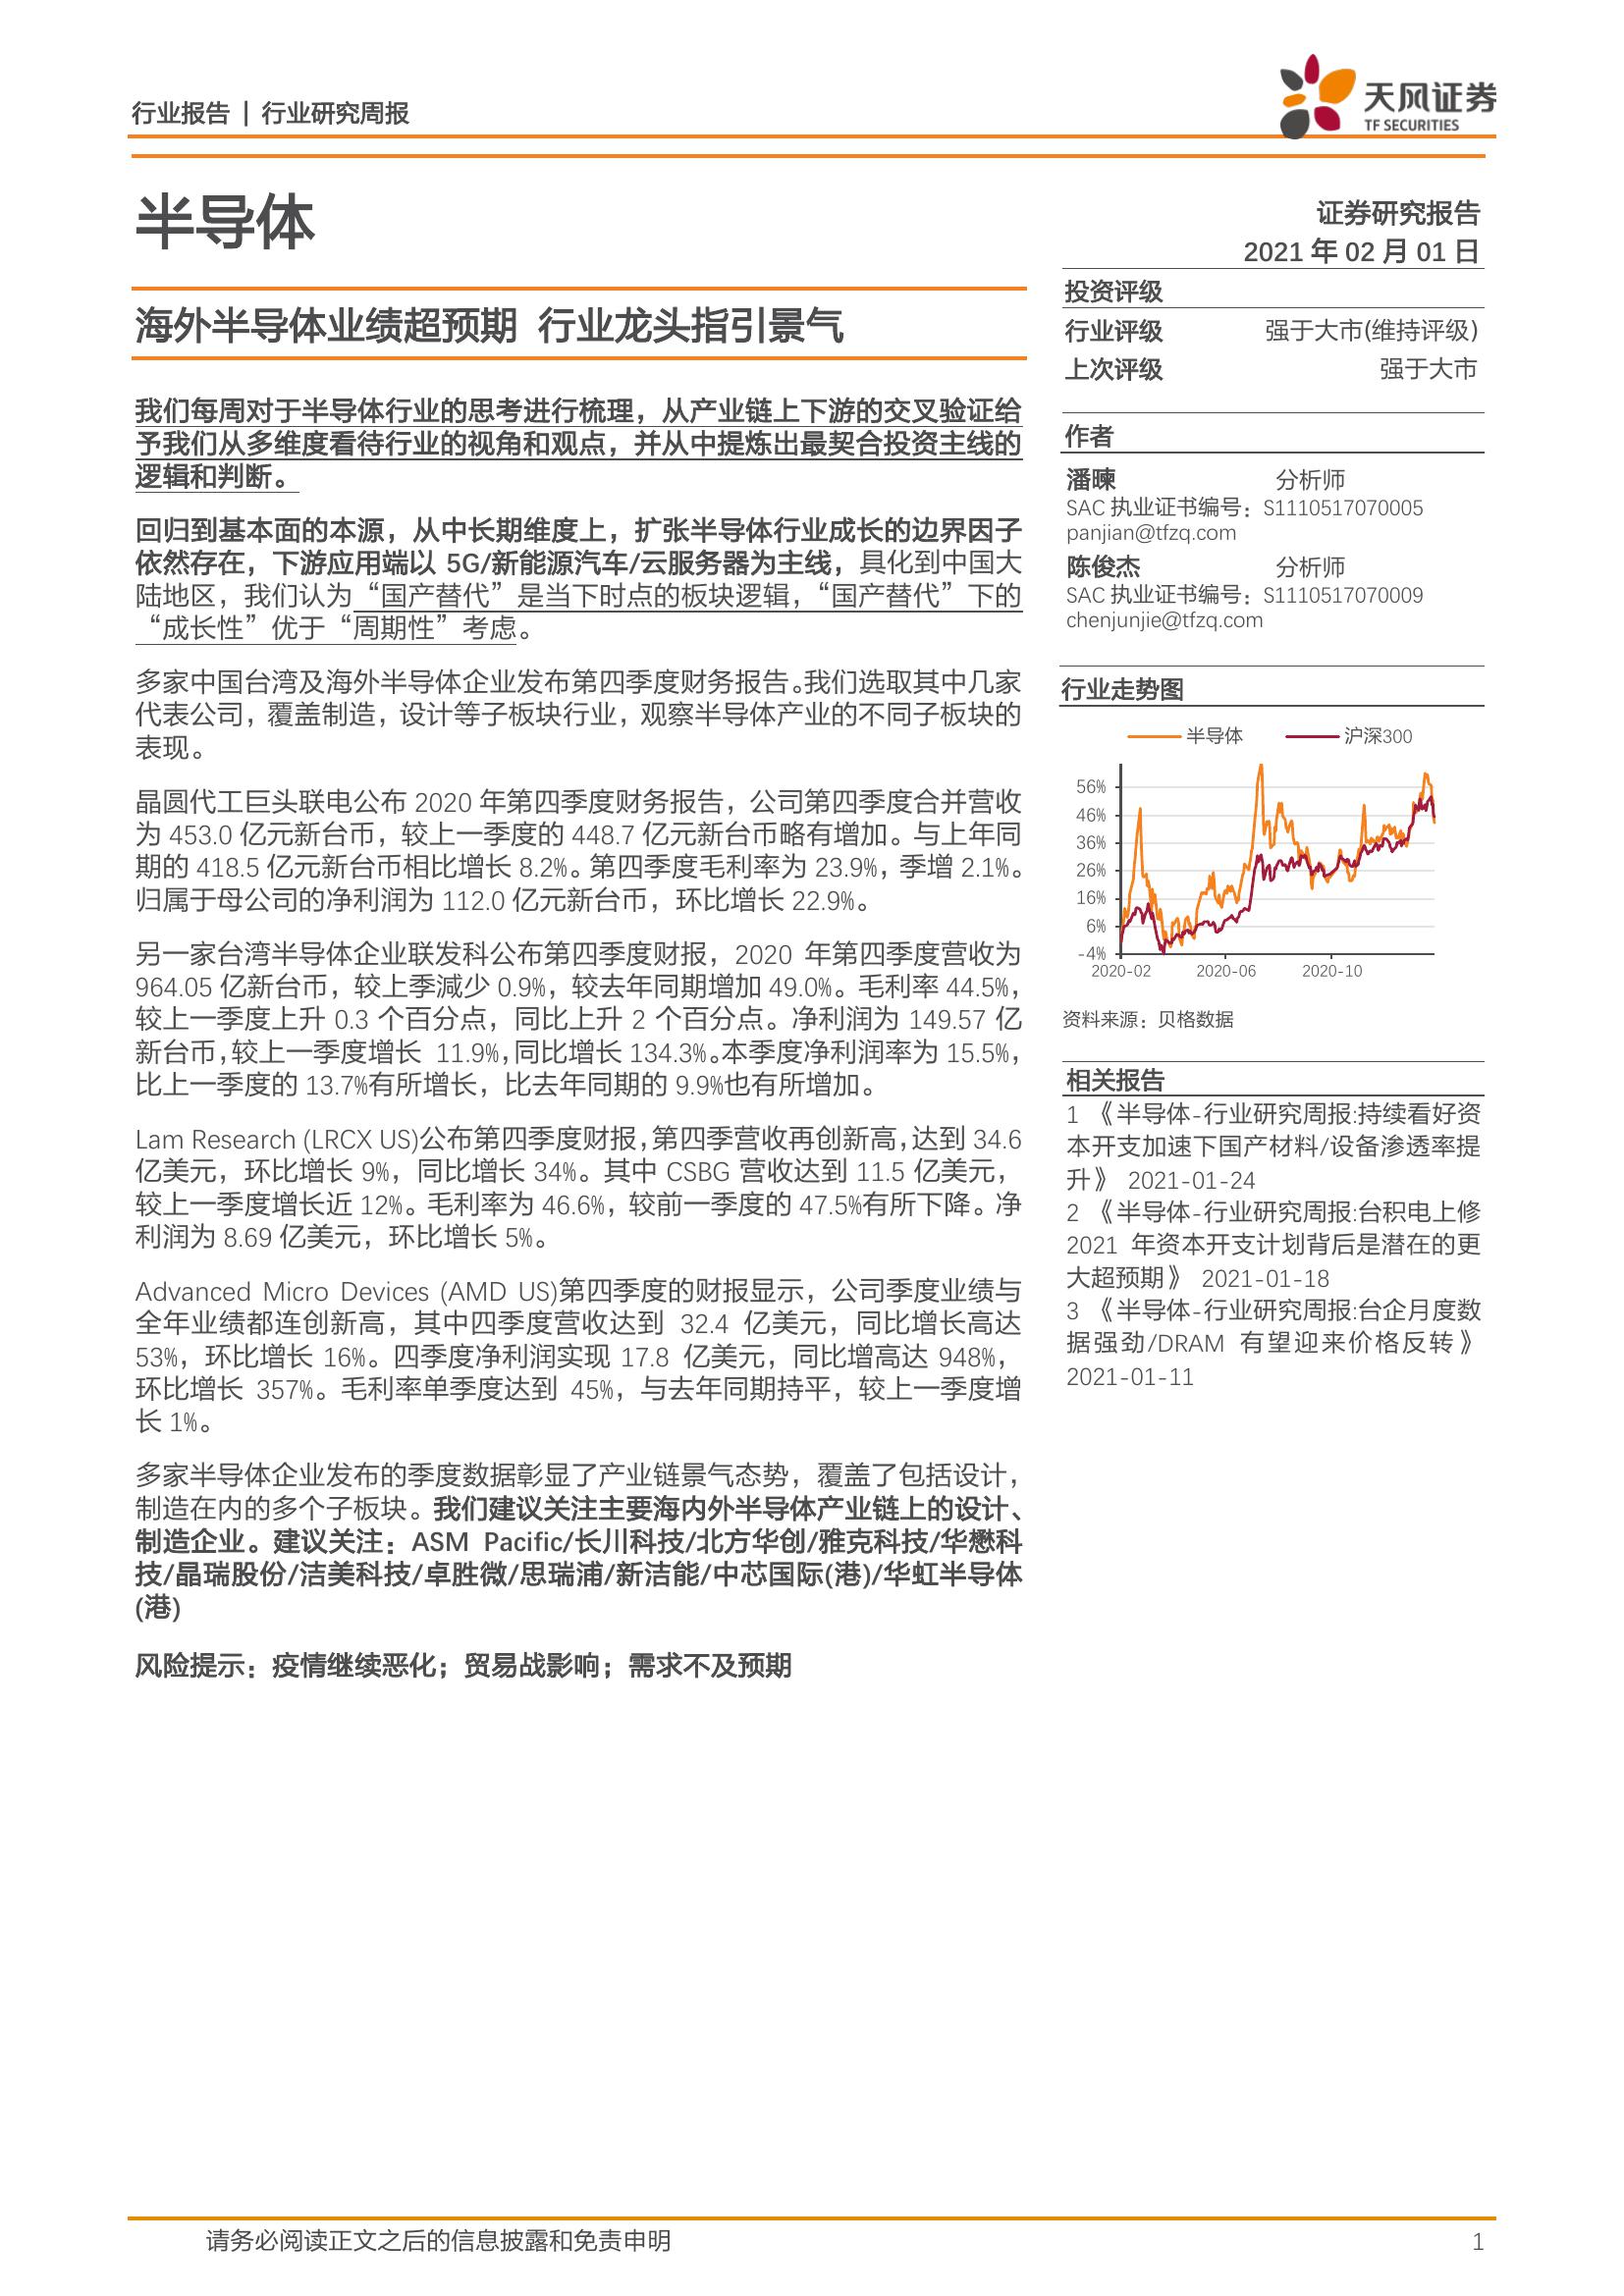 行业报告 | 行业研究周报
天风证券
TF SECURITIES
半导体
证券研究报告
2021 年 02 月 01 日
海外半导体业绩超预期 行业龙头指引景气
我们每周对于半导体行业的思考进行梳理，从产业链上下游的交叉验证给
予我们从多维度看待行业的视角和观点，并从中提炼出最契合投资主线的
逻辑和判断。
回归到基本面的本源，从中长期维度上，扩张半导体行业成长的边界因子
依然存在，下游应用端以 5G/新能源汽车/云服务器为主线，具化到中国大
陆地区，我们认为“国产替代”是当下时点的板块逻辑，“国产替代”下的
“成长性”优于“周期性”考虑。
多家中国台湾及海外半导体企业发布第四季度财务报告。我们选取其中几家
代表公司，覆盖制造，设计等子板块行业，观察半导体产业的不同子板块的
表现。
晶圆代工巨头联电公布 2020 年第四季度财务报告，公司第四季度合并营收
为 453.0 亿元新台币，较上一季度的 448.7 亿元新台币略有增加。与上年同
期的 418.5 亿元新台币相比增长 8.2%。第四季度毛利率为 23.9%，季增 2.1%。
归属于母公司的净利润为 112.0 亿元新台币，环比增长 22.9%。
另一家台湾半导体企业联发科公布第四季度财报，2020 年第四季度营收为
964.05 亿新台币，较上季减少 0.9%，较去年同期增加 49.0%。毛利率 44.5%，
较上一季度上升 0.3 个百分点，同比上升 2 个百分点。净利润为 149.57 亿
新台币，较上一季度增长 11.9%，同比增长 134.3%。本季度净利润率为 15.5%，
比上一季度的 13.7%有所增长，比去年同期的 9.9%也有所增加。
Lam Research (LRCX US)公布第四季度财报，第四季营收再创新高，达到 34.6
亿美元，环比增长 9%，同比增长 34%。其中 CSBG 营收达到 11.5 亿美元，
较上一季度增长近 12%。毛利率为 46.6%，较前一季度的 47.5%有所下降。净
利润为 8.69 亿美元，环比增长 5%。
Advanced Micro Devices (AMD US)第四季度的财报显示，公司季度业绩与
全年业绩都连创新高，其中四季度营收达到 32.4 亿美元，同比增长高达
53%，环比增长 16%。四季度净利润实现 17.8 亿美元，同比增高达 948%，
环比增长 357%。毛利率单季度达到 45%，与去年同期持平，较上一季度增
长 1%。
多家半导体企业发布的季度数据彰显了产业链景气态势，覆盖了包括设计，
制造在内的多个子板块。我们建议关注主要海内外半导体产业链上的设计、
制造企业。建议关注：ASM Pacific/长川科技/北方华创/雅克科技/华懋科
技/晶瑞股份/洁美科技/卓胜微/思瑞浦/新洁能/中芯国际(港)/华虹半导体
(港)
风险提示：疫情继续恶化；贸易战影响；需求不及预期
投资评级
行业评级 强于大市(维持评级)
上次评级 强于大市
作者
潘暕 分析师
SAC 执业证书编号：S1110517070005
panjian@tfzq.com
陈俊杰 分析师
SAC 执业证书编号：S1110517070009
chenjunjie@tfzq.com
行业走势图
半导体 沪深300
56%
46%
36%
26%
16%
6%
-4%
2020-02 2020-06 2020-10
资料来源：贝格数据
相关报告
1 《半导体-行业研究周报:持续看好资
本开支加速下国产材料/设备渗透率提
升》 2021-01-24
2 《半导体-行业研究周报:台积电上修
2021 年资本开支计划背后是潜在的更
大超预期》 2021-01-18
3 《半导体-行业研究周报:台企月度数
据强劲/DRAM 有望迎来价格反转》
2021-01-11
请务必阅读正文之后的信息披露和免责申明 1